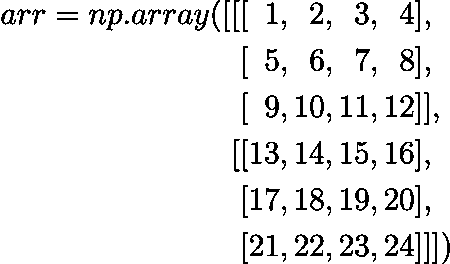 arr = np.array([[[ 1, 2, 3, 4],
[ 5, 6, 7, 8],
[ 9, 10, 11, 12]],
[[13, 14, 15, 16],
[17, 18, 19, 20],
[21, 22, 23, 24]]])